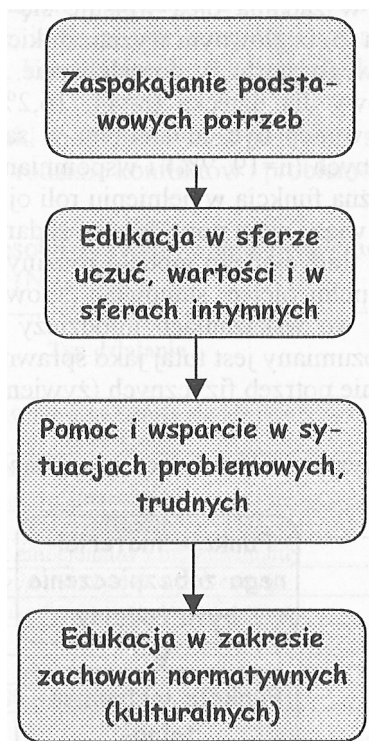 Zaspokajanie podsta-
wowych potrzeb
Edukacja w sferze
uczuć, wartości i w
sferach intymnych
Pomoc i wsparcie w sy-
tuacjach problemowych,
trudnych
Edukacja w zakresie
zachowań normatywnych
(kulturalnych)